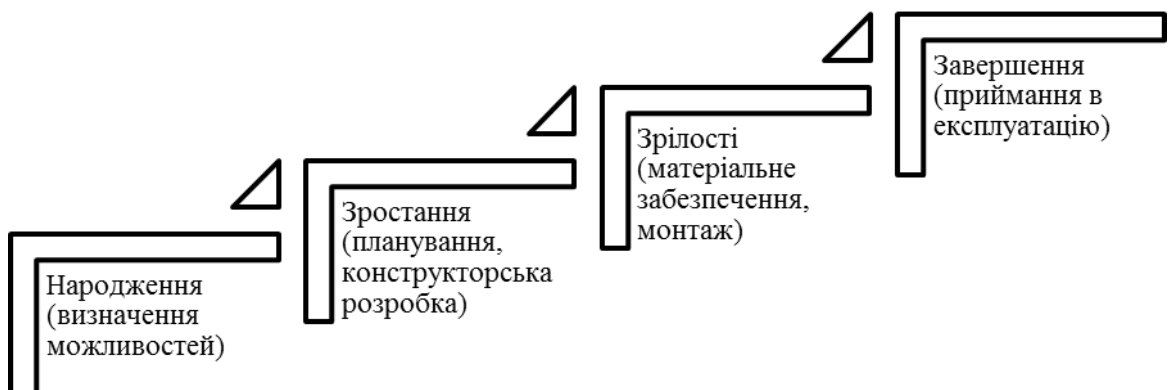 Народження
(визначення
можливостей)
Зростання
(планування,
конструкторська
розробка)
Зрілості
(матеріальне
забезпечення,
монтаж)
Завершення
(приймання в
експлуатацію)